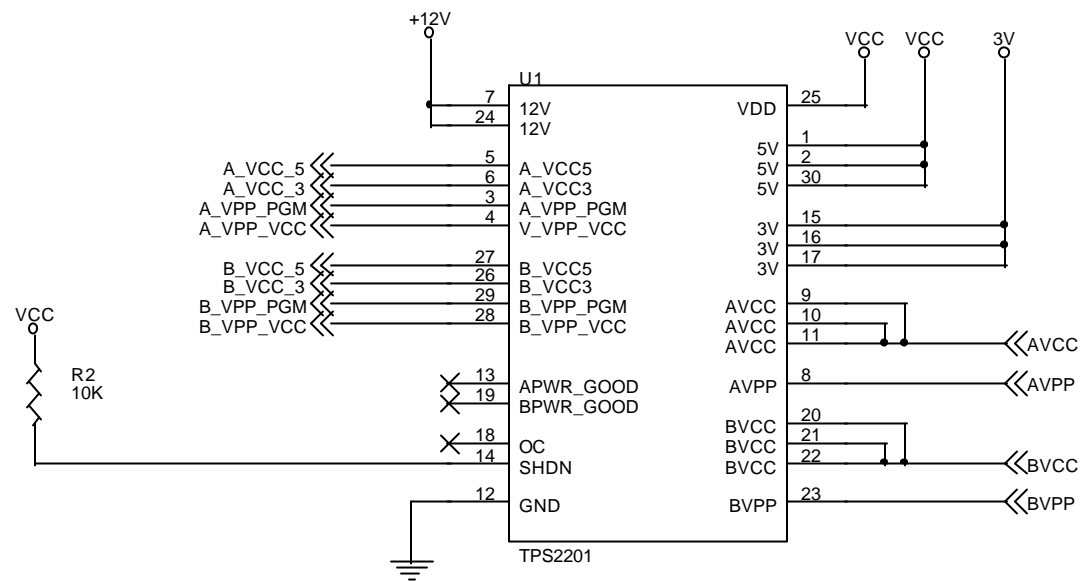 +12V
VCC VCC 3V
U1
7 12V VDD 25
24 12V
5V 1
A_VCC_5 5 A_VCC5 5V 2
A_VCC_3 6 A_VCC3 5V 30
A_VPP_PGM 3 A_VPP_PGM
A_VPP_VCC 4 V_VPP_VCC 3V 15
3V 16
B_VCC_5 27 B_VCC5 3V 17
B_VCC_3 26 B_VCC3
B_VPP_PGM 29 B_VPP_PGM AVCC 9
B_VPP_VCC 28 B_VPP_VCC AVCC 10
VCC
AVCC 11 AVCC
R2
10K
13 APWR_GOOD AVPP 8 AVPP
19 BPWR_GOOD
BVCC 20
18 OC BVCC 21
14 SHDN BVCC 22 BVCC
12 GND BVPP 23 BVPP
TPS2201